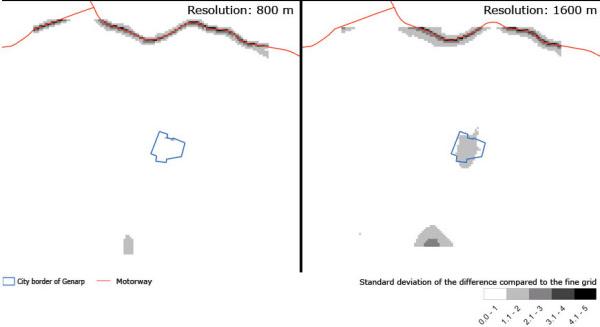 Resolution: 800 m
Resolution: 1600 m
City border of Genarp
Motorway
Standard deviation of the difference compared to the fine grid
0.0 - 1
1.1 - 2
2.1 - 3
3.1 - 4
4.1 - 5